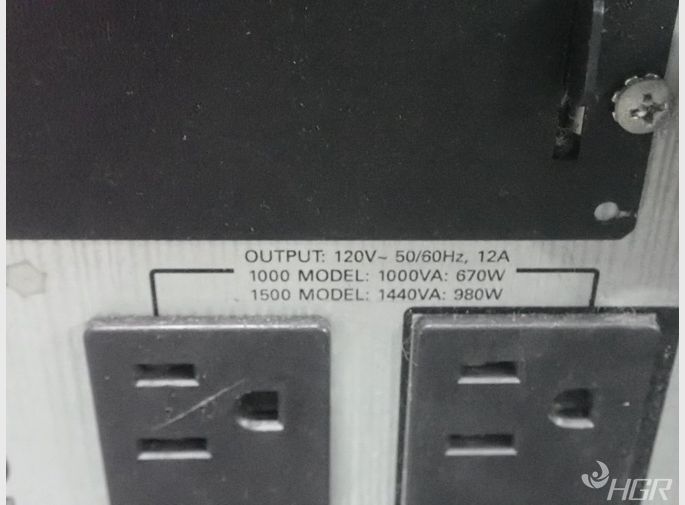 OUTPUT: 120V~ 50/60Hz, 12A
1000 MODEL: 1000VA: 670W
1500 MODEL: 1440VA: 980W
HGR